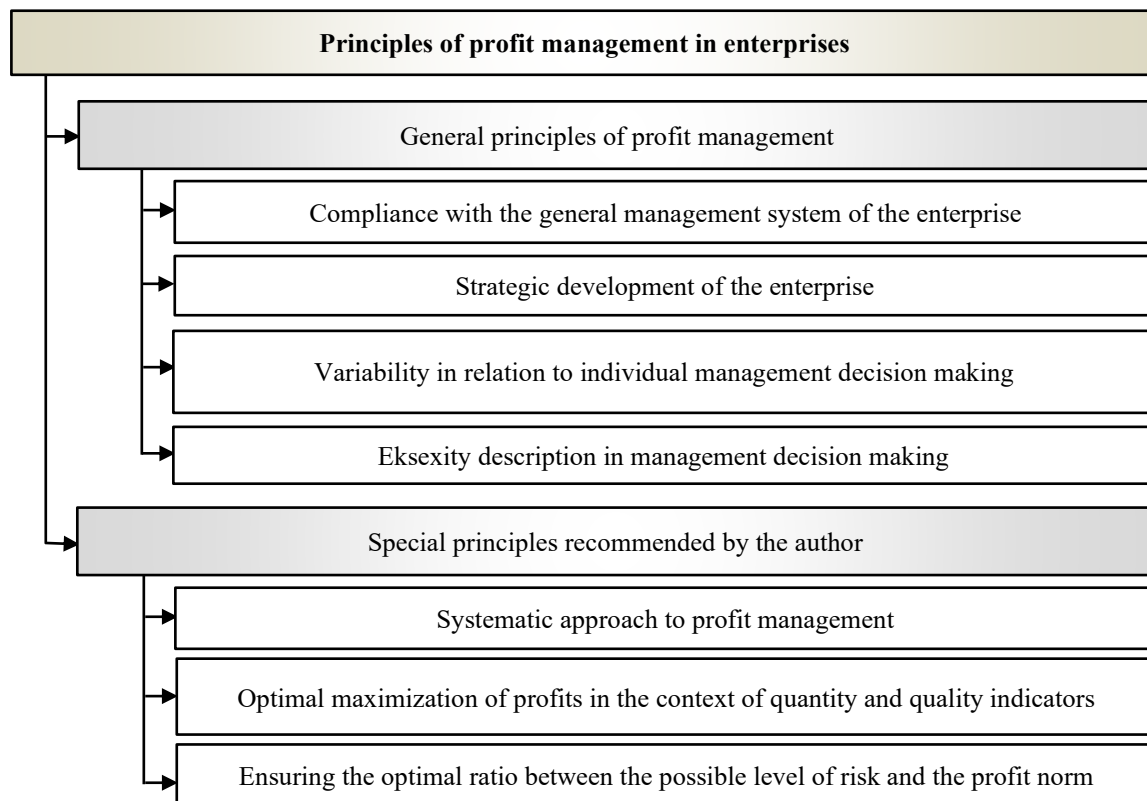 Principles of profit management in enterprises
General principles of profit management
Compliance with the general management system of the enterprise
Strategic development of the enterprise
Variability in relation to individual management decision making
Eksexity description in management decision making
Special principles recommended by the author
Systematic approach to profit management
Optimal maximization of profits in the context of quantity and quality indicators
Ensuring the optimal ratio between the possible level of risk and the profit norm